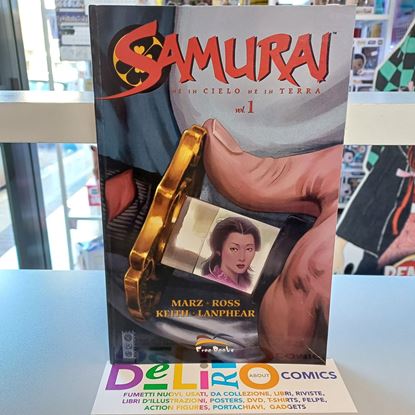 SAMURAI
NÉ IN CIELO NÉ IN TERRA
vol. 1
MARZ · ROSS
KEITH · LANPHEAR
Free Books
DeLiRiO ABOUT COMICS
FUMETTI NUOVI, USATI, DA COLLEZIONE, LIBRI, RIVISTE,
LIBRI D'ILLUSTRAZIONI, POSTERS, DVD, T-SHIRTS, FELPE,
ACTION FIGURES, PORTACHIAVI, GADGETS